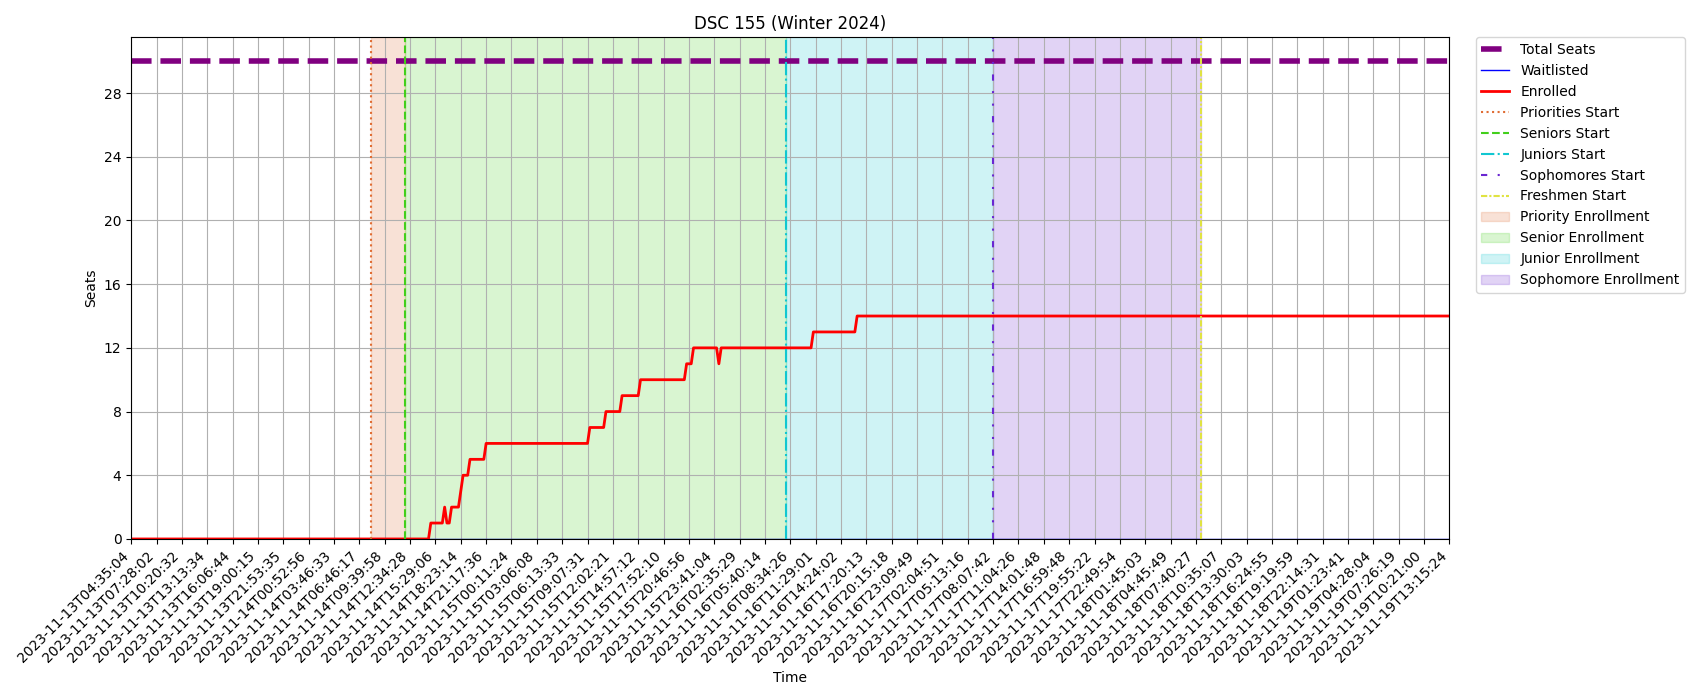 DSC 155 (Winter 2024)
Total Seats
Waitlisted
Enrolled
Priorities Start
Seniors Start
Juniors Start
Sophomores Start
Freshmen Start
Priority Enrollment
Senior Enrollment
Junior Enrollment
Sophomore Enrollment
Seats
28
24
20
16
12
8
4
0
2023-11-13T04:35:04
2023-11-13T07:28:02
2023-11-13T10:20:32
2023-11-13T13:13:34
2023-11-13T16:06:44
2023-11-13T19:00:15
2023-11-13T21:53:35
2023-11-14T00:52:56
2023-11-14T03:46:33
2023-11-14T06:46:17
2023-11-14T09:39:58
2023-11-14T12:34:28
2023-11-14T15:29:06
2023-11-14T18:23:14
2023-11-14T21:17:36
2023-11-15T00:11:24
2023-11-15T03:06:08
2023-11-15T06:13:33
2023-11-15T09:07:31
2023-11-15T12:02:21
2023-11-15T14:57:12
2023-11-15T17:52:10
2023-11-15T20:46:56
2023-11-15T23:41:04
2023-11-16T02:35:29
2023-11-16T05:40:14
2023-11-16T08:34:26
2023-11-16T11:29:01
2023-11-16T14:24:02
2023-11-16T17:20:13
2023-11-16T20:15:18
2023-11-16T23:09:49
2023-11-17T02:04:51
2023-11-17T05:13:16
2023-11-17T08:07:42
2023-11-17T11:04:26
2023-11-17T14:01:48
2023-11-17T16:59:48
2023-11-17T19:55:22
2023-11-17T22:49:54
2023-11-18T01:45:03
2023-11-18T04:45:49
2023-11-18T07:40:27
2023-11-18T10:35:07
2023-11-18T13:30:03
2023-11-18T16:24:55
2023-11-18T19:19:59
2023-11-18T22:14:31
2023-11-19T01:23:41
2023-11-19T04:28:04
2023-11-19T07:26:19
2023-11-19T10:21:00
2023-11-19T13:15:24
Time